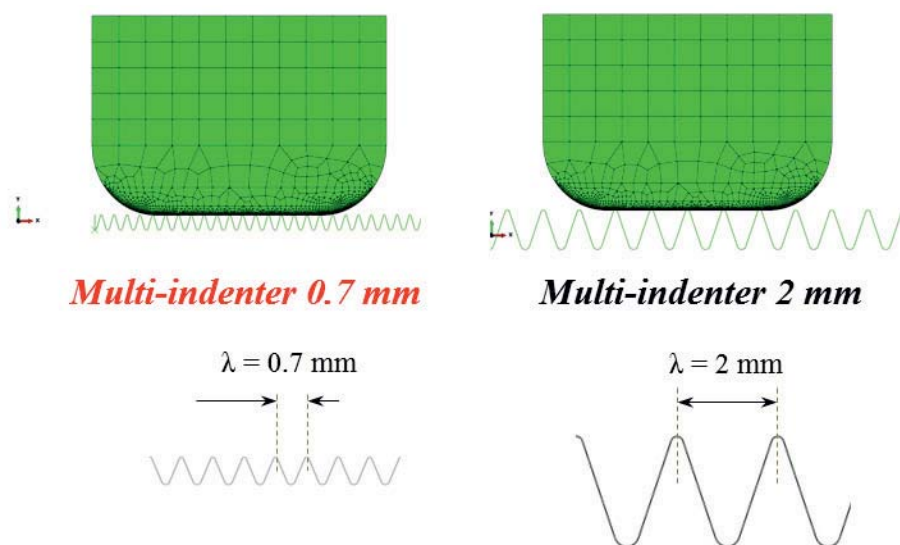 Y
X
Y
X
Multi-indenter 0.7 mm
Multi-indenter 2 mm
λ = 0.7 mm
λ = 2 mm